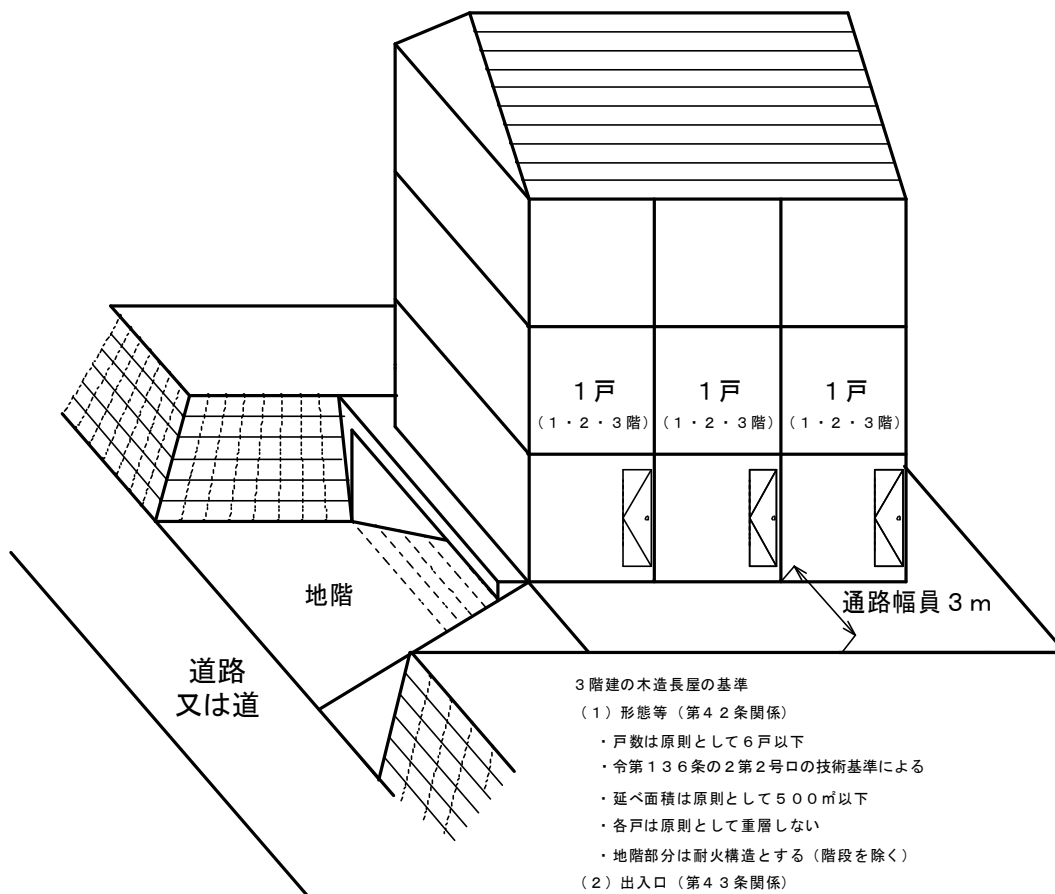 1戸 1戸 1戸
(1・2・3階) (1・2・3階) (1・2・3階)
地階
通路幅員3m
道路
又は道
3階建の木造長屋の基準
(1)形態等(第42条関係)
・戸数は原則として6戸以下
・令第136条の2第2号ロの技術基準による
・延べ面積は原則として500㎡以下
・各戸は原則として重層しない
・地階部分は耐火構造とする(階段を除く)
(2)出入口(第43条関係)